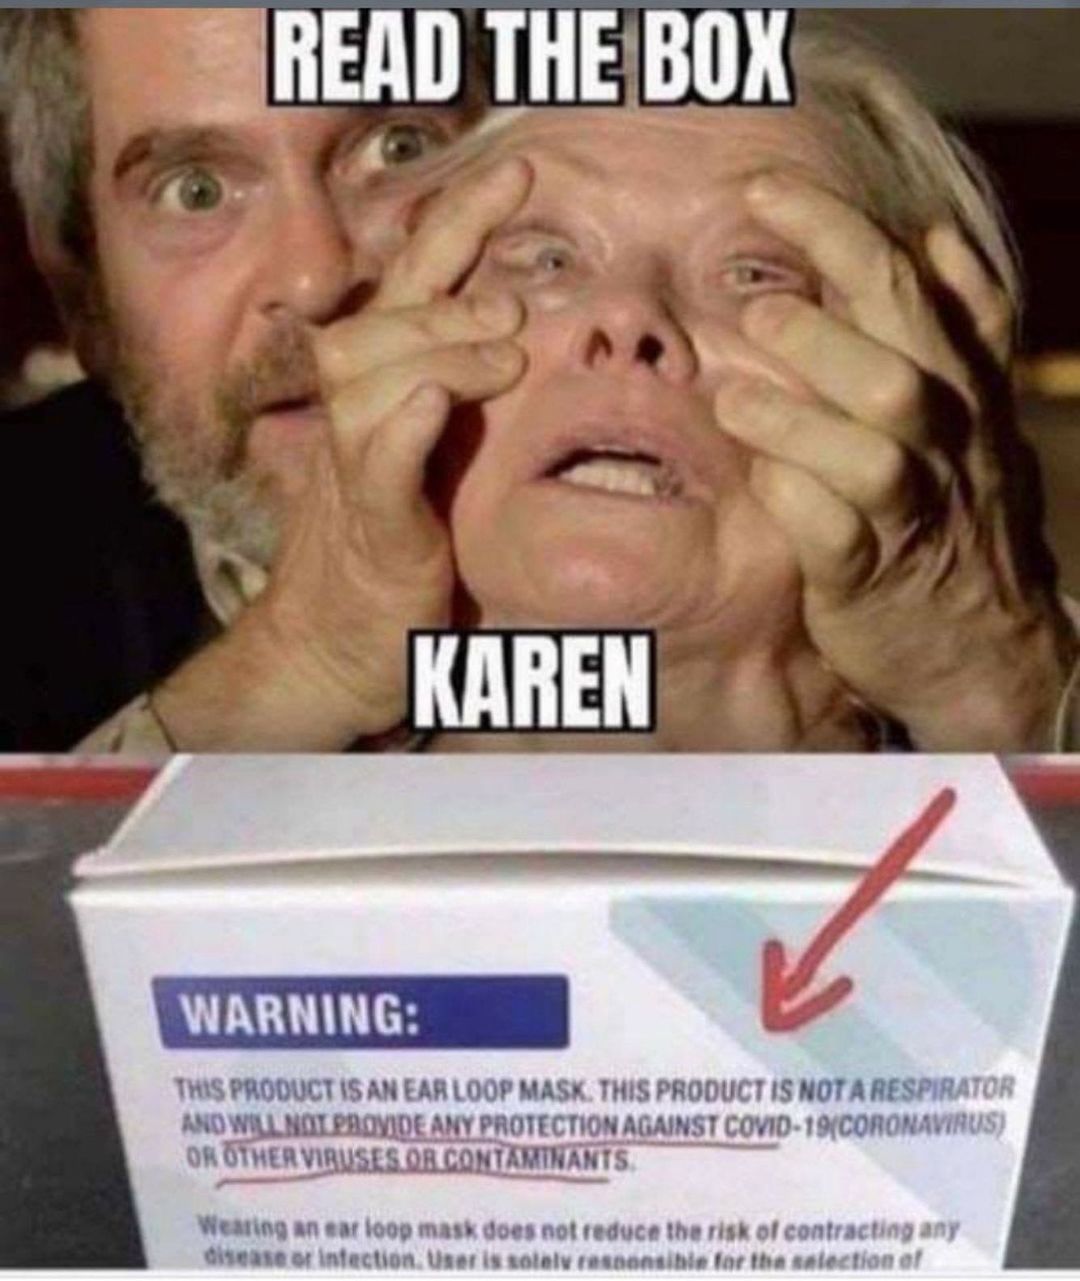 READ THE BOX
KAREN
WARNING:
THIS PRODUCT IS AN EAR LOOP MASK. THIS PRODUCT IS NOT A RESPIRATOR
AND WILL NOT PROVIDE ANY PROTECTION AGAINST COVID-19(CORONAVIRUS)
OR OTHER VIRUSES OR CONTAMINANTS.
Wearing an ear loop mask does not reduce the risk of contracting any
disease or infection. User is solely responsible for the selection of